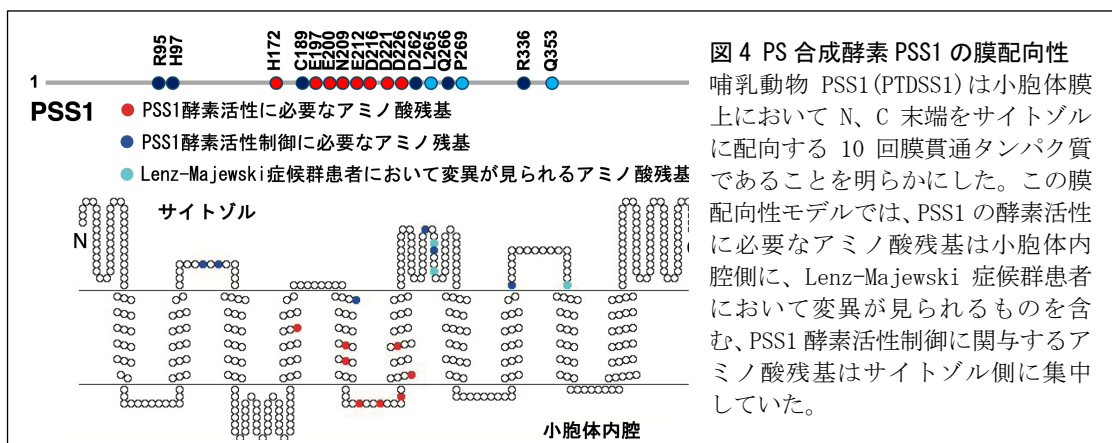 R95 H97 H172 C189 E197 E200 N209 E212 D216 D221 D226 D262 L265 Q266 P269 R336 Q353
1
PSS1
PSS1酵素活性に必要なアミノ酸残基
PSS1酵素活性制御に必要なアミノ残基
Lenz-Majewski症候群患者において変異が見られるアミノ酸残基
サイトゾル
N
小胞体内腔
図4 PS 合成酵素 PSS1 の膜配向性
哺乳動物 PSS1(PTDSS1)は小胞体膜
上において N、C 末端をサイトゾル
に配向する 10 回膜貫通タンパク質
であることを明らかにした。この膜
配向性モデルでは、PSS1 の酵素活性
に必要なアミノ酸残基は小胞体内
腔側に、Lenz-Majewski 症候群患者
において変異が見られるものを含
む、PSS1 酵素活性制御に関与するア
ミノ酸残基はサイトゾル側に集中
していた。